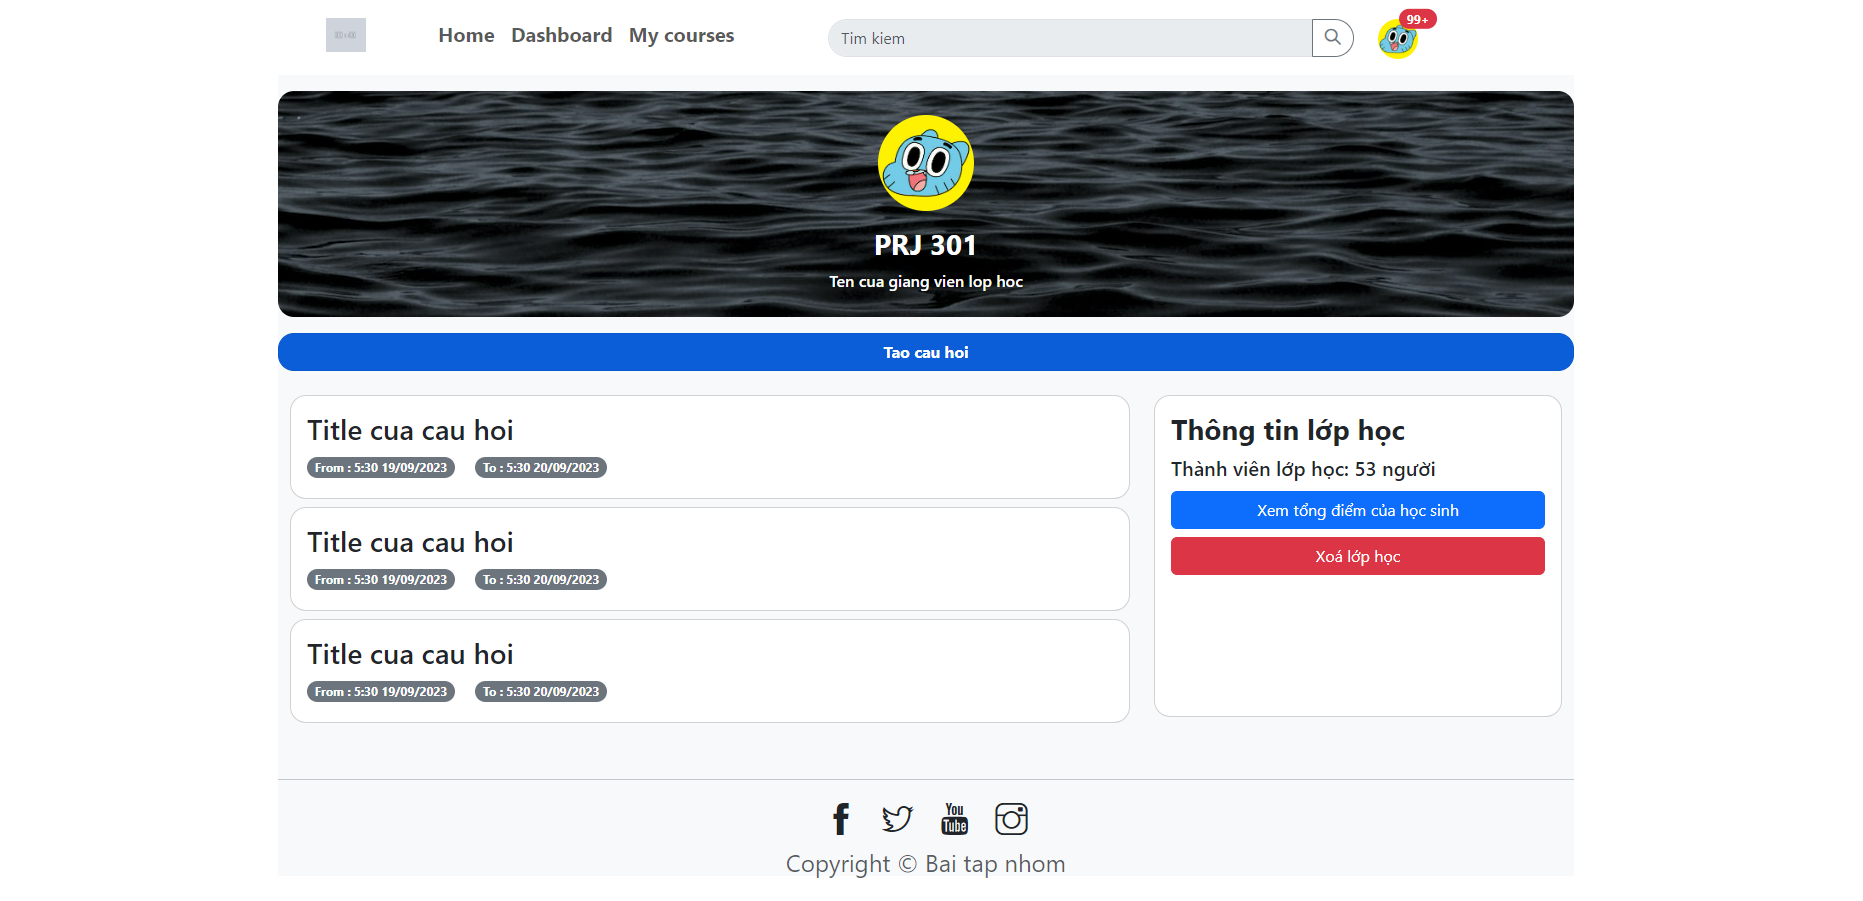 Home Dashboard My courses
Tim kiem
99+
PRJ 301
Ten cua giang vien lop hoc
Tao cau hoi
Title cua cau hoi
From : 5:30 19/09/2023 To : 5:30 20/09/2023
Title cua cau hoi
From : 5:30 19/09/2023 To : 5:30 20/09/2023
Title cua cau hoi
From : 5:30 19/09/2023 To : 5:30 20/09/2023
Thông tin lớp học
Thành viên lớp học: 53 người
Xem tổng điểm của học sinh
Xoá lớp học
You
Tube
Copyright © Bai tap nhom